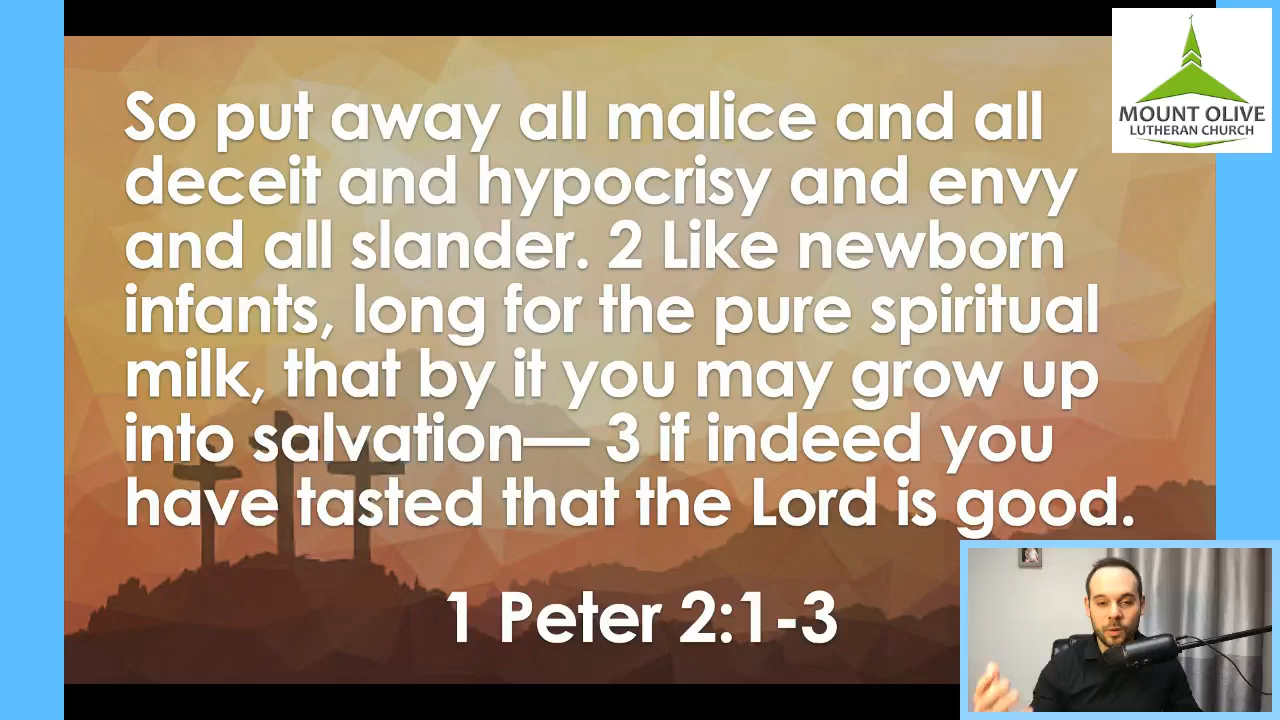 So put away all malice and all
deceit and hypocrisy and envy
and all slander. 2 Like newborn
infants, long for the pure spiritual
milk, that by it you may grow up
into salvation— 3 if indeed you
have tasted that the Lord is good.
1 Peter 2:1-3
MOUNT OLIVE
LUTHERAN CHURCH